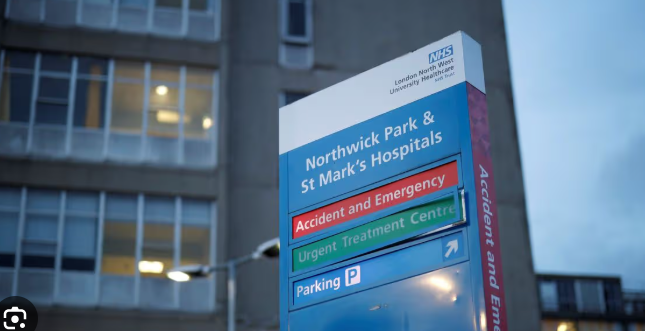 NHS
London North West
University Healthcare
NHS Trust
Northwick Park &
St Mark's Hospitals
Accident and Emergency
Urgent Treatment Centre
Parking P
Accident and Eme